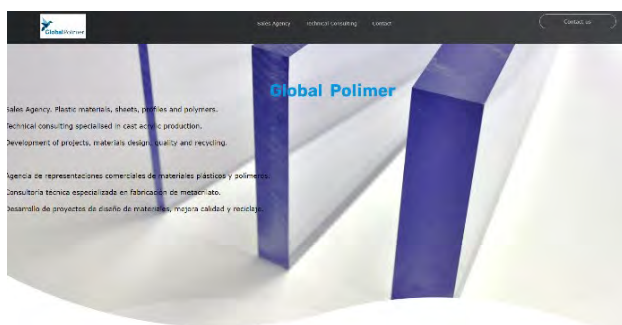 GlobalPolimer
Sales Agency Technical Consulting Contact
Contact us
Global Polimer
Sales Agency. Plastic materials, sheets, profiles and polymers.
Technical consulting specialised in cast acrylic production.
Development of projects, materials design, quality and recycling.
Agencia de representaciones comerciales de materiales plásticos y polímeros.
Consultoría técnica especializada en fabricación de metacrilato.
Desarrollo de proyectos de diseño de materiales, mejora calidad y reciclaje.